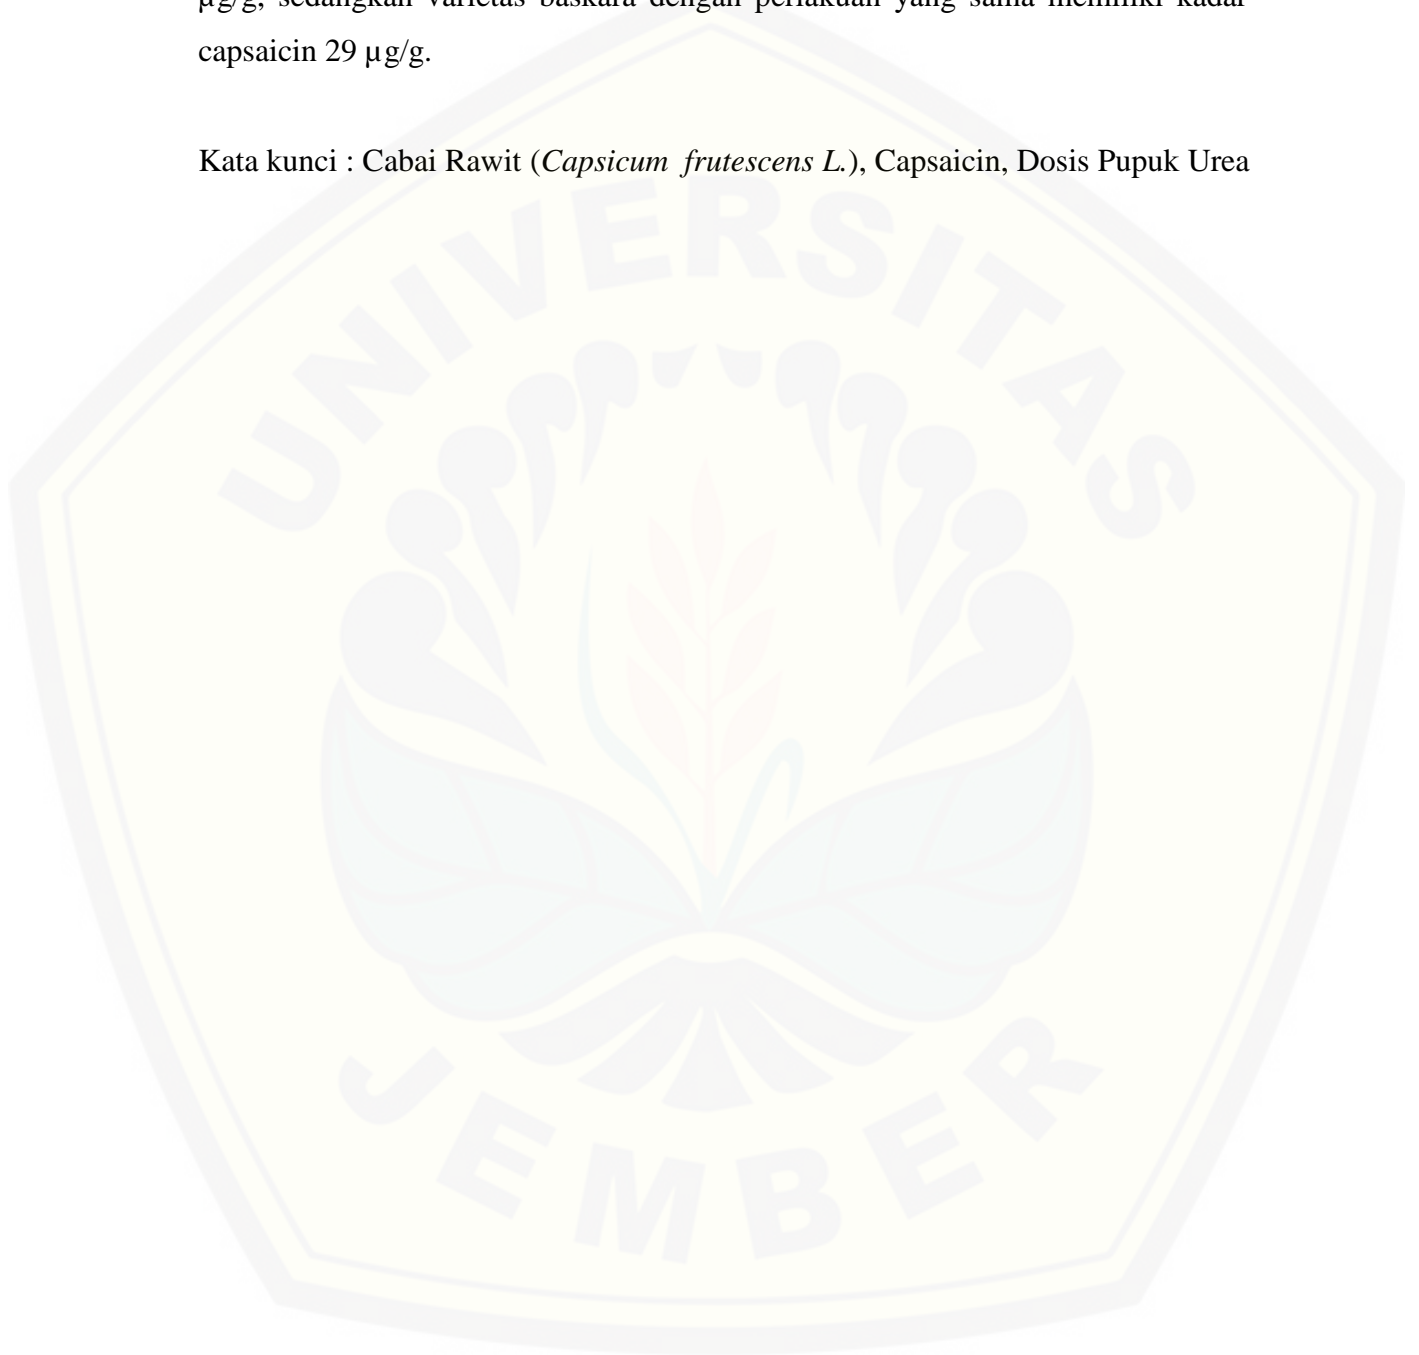 µg/g, sedangkan varietas baskara dengan perlakuan yang sama memiliki kadar
capsaicin 29 µg/g.
Kata kunci : Cabai Rawit (Capsicum frutescens L.), Capsaicin, Dosis Pupuk Urea
UNIVERSITAS
JEMBER